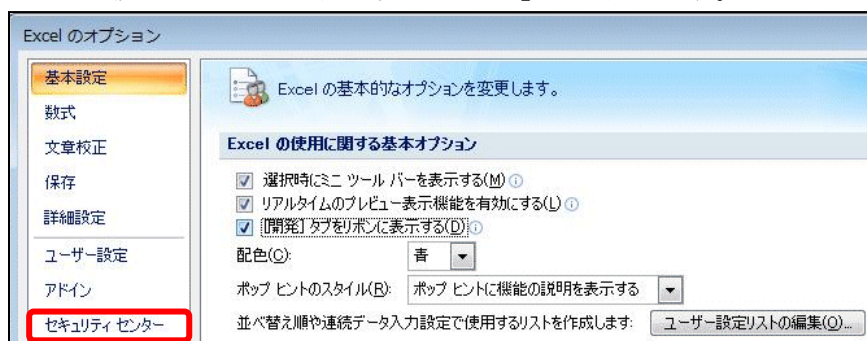 Excel のオプション
基本設定
数式
文章校正
保存
詳細設定
ユーザー設定
アドイン
セキュリティ センター
Excel の基本的なオプションを変更します。
Excel の使用に関する基本オプション
選択時にミニ ツール バーを表示する(M)
リアルタイムのプレビュー表示機能を有効にする(L)
[開発] タブをリボンに表示する(D)
配色(C): 青
ポップ ヒントのスタイル(R): ポップ ヒントに機能の説明を表示する
並べ替え順や連続データ入力設定で使用するリストを作成します: ユーザー設定リストの編集(O)...